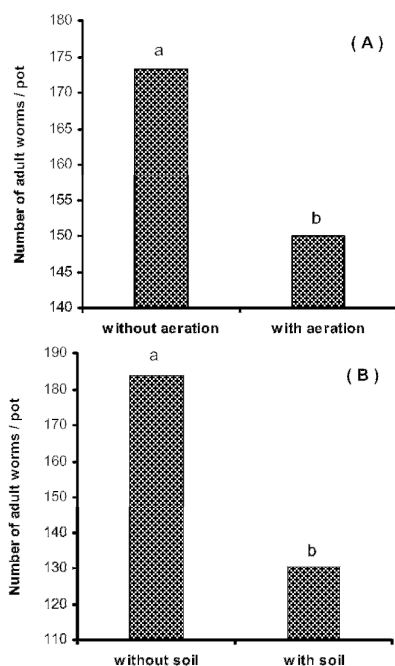 180
175
170
165
160
155
150
145
140
Number of adult worms / pot
a
b
( A )
without aeration
with aeration
190
180
170
160
150
140
130
120
110
Number of adult worms / pot
a
b
( B )
without soil
with soil